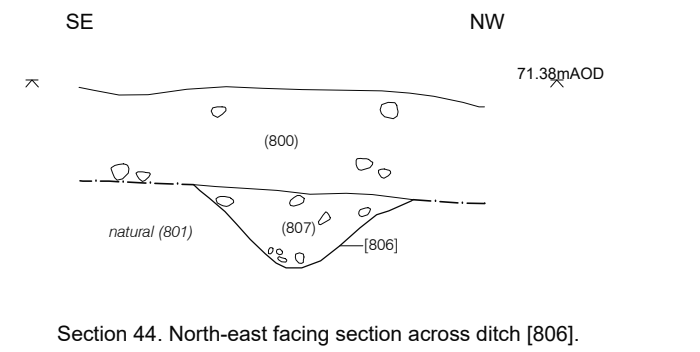 SE NW
71.38mAOD
(800)
natural (801) (807)
[806]
Section 44. North-east facing section across ditch [806].